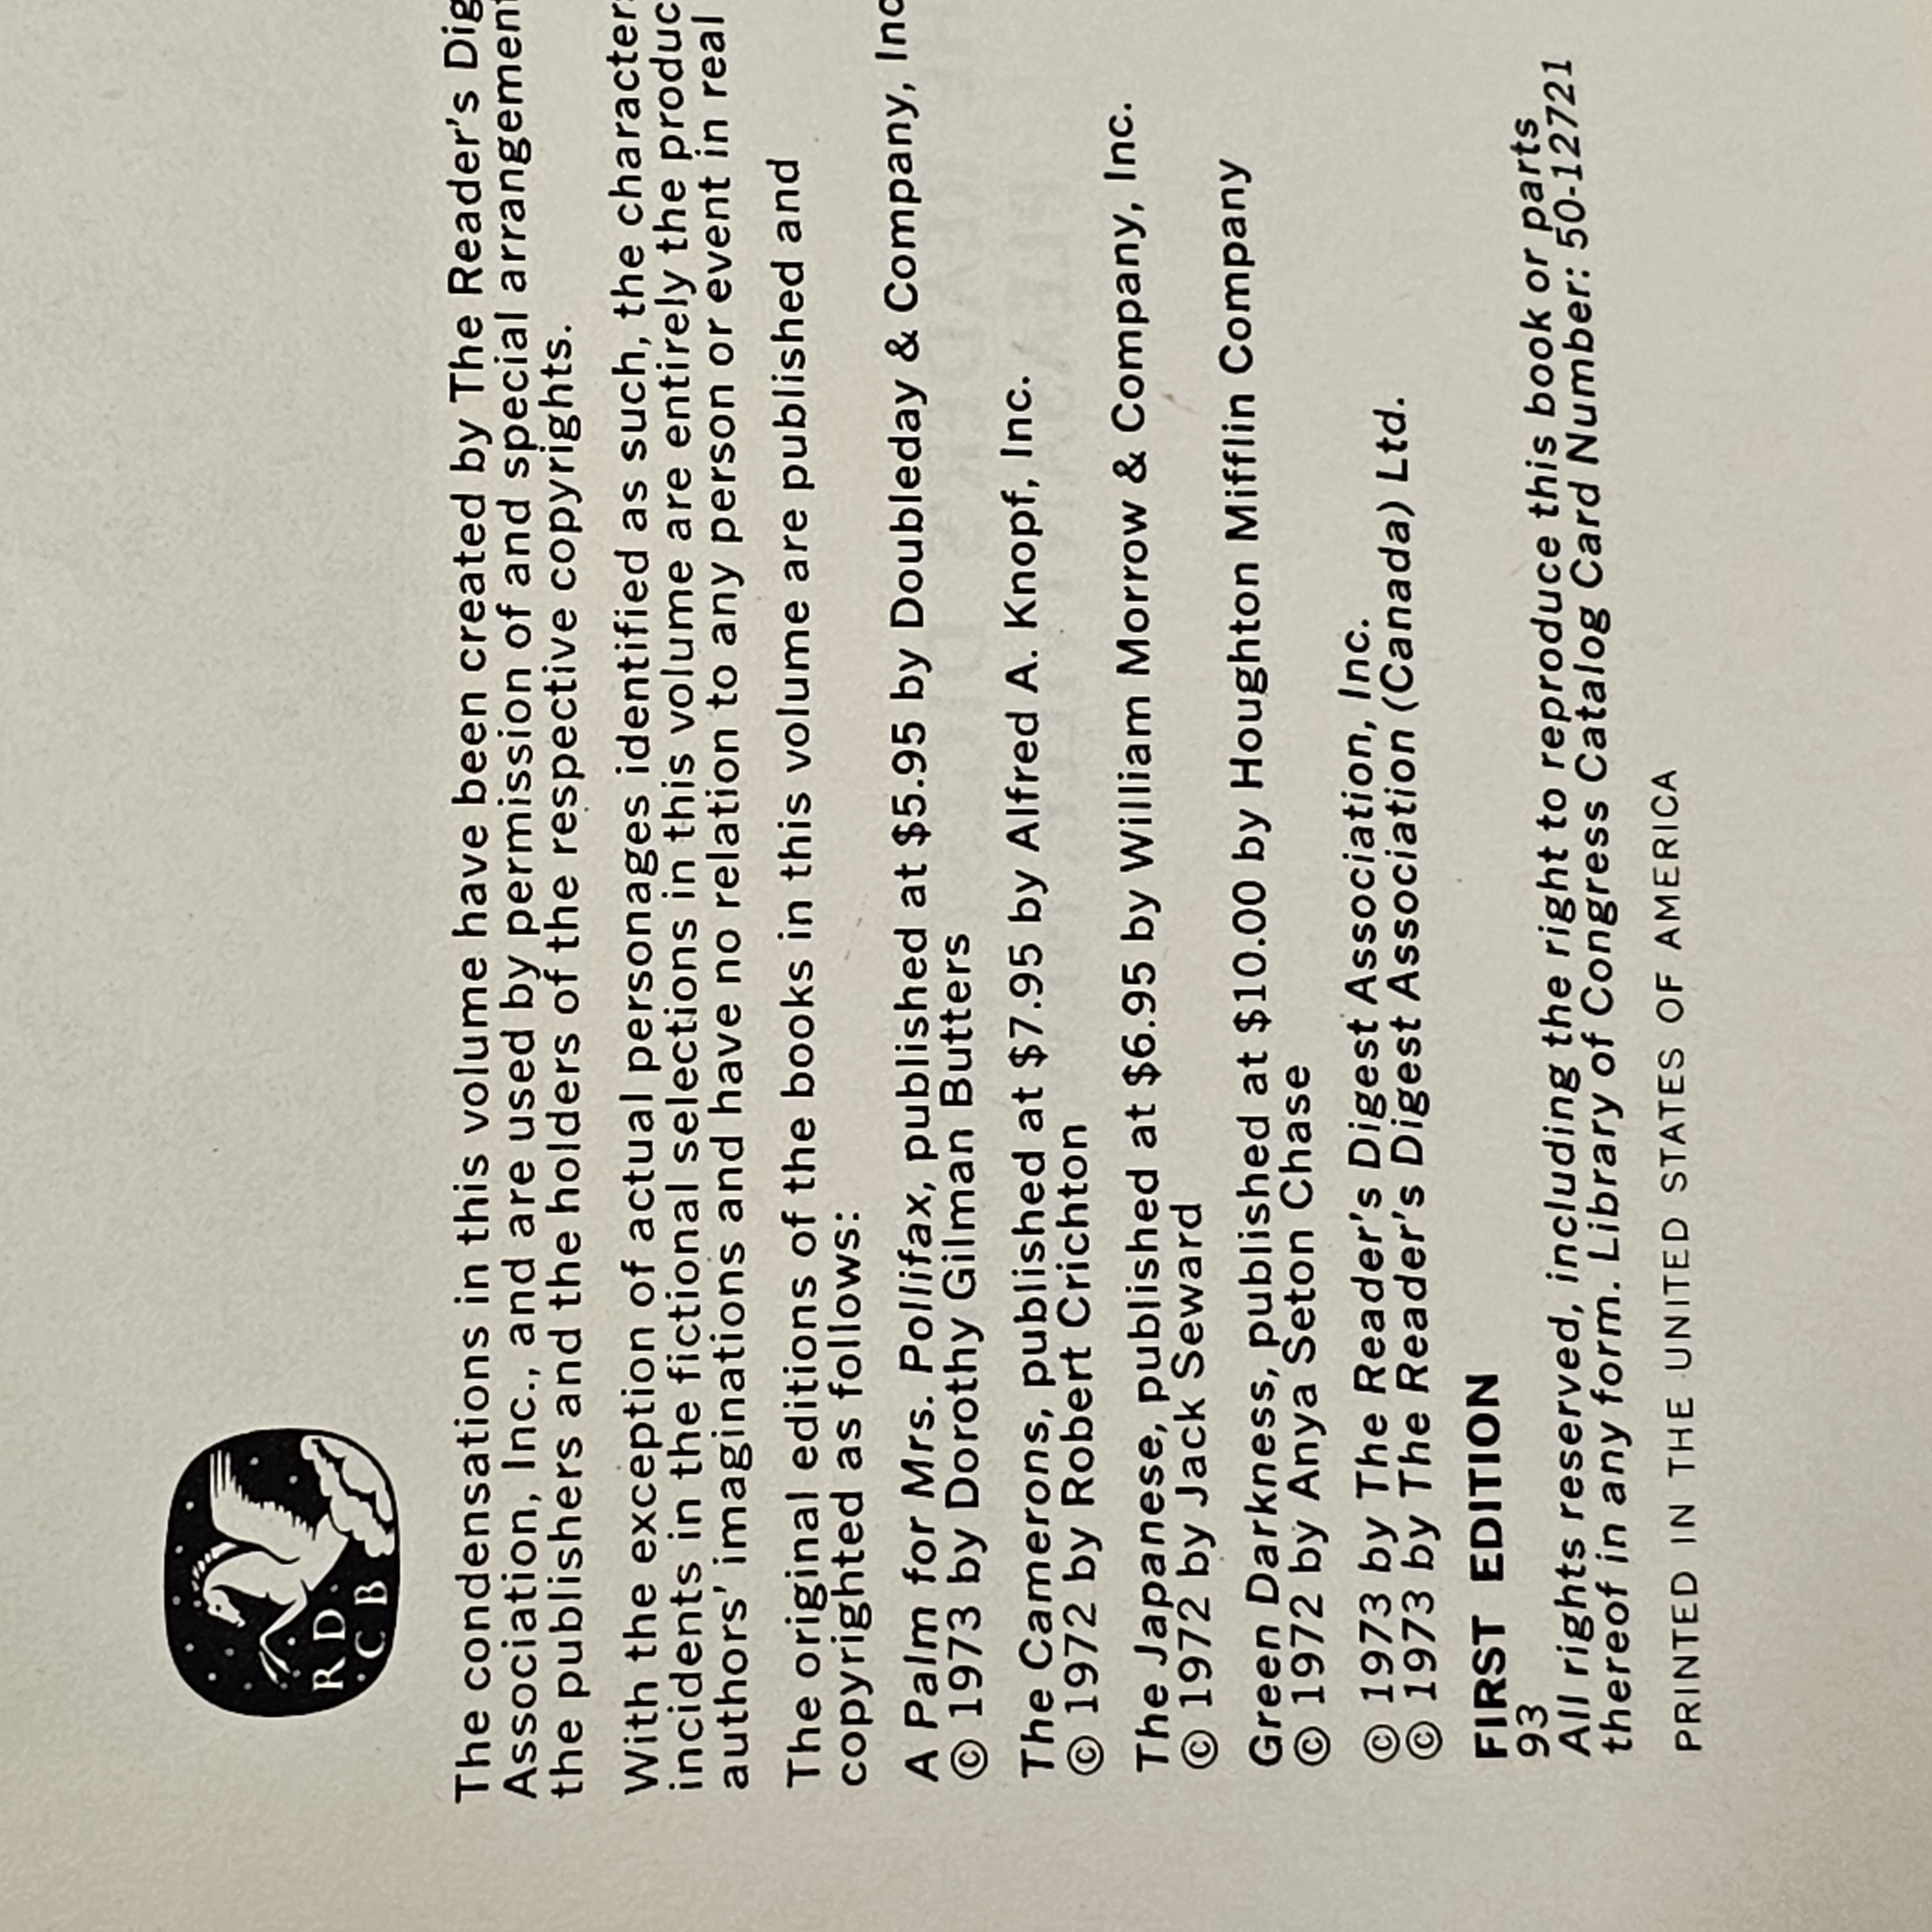 R D
C B
The condensations in this volume have been created by The Reader's Dig
Association, Inc., and are used by permission of and special arrangement
the publishers and the holders of the respective copyrights.
With the exception of actual personages identified as such, the characters
incidents in the fictional selections in this volume are entirely the produc
authors' imaginations and have no relation to any person or event in real
The original editions of the books in this volume are published and
copyrighted as follows:
A Palm for Mrs. Pollifax, published at $5.95 by Doubleday & Company, Inc
© 1973 by Dorothy Gilman Butters
The Camerons, published at $7.95 by Alfred A. Knopf, Inc.
© 1972 by Robert Crichton
The Japanese, published at $6.95 by William Morrow & Company, Inc.
© 1972 by Jack Seward
Green Darkness, published at $10.00 by Houghton Mifflin Company
© 1972 by Anya Seton Chase
© 1973 by The Reader's Digest Association, Inc.
© 1973 by The Reader's Digest Association (Canada) Ltd.
FIRST EDITION
93
All rights reserved, including the right to reproduce this book or parts
thereof in any form. Library of Congress Catalog Card Number: 50-12721
PRINTED IN THE UNITED STATES OF AMERICA